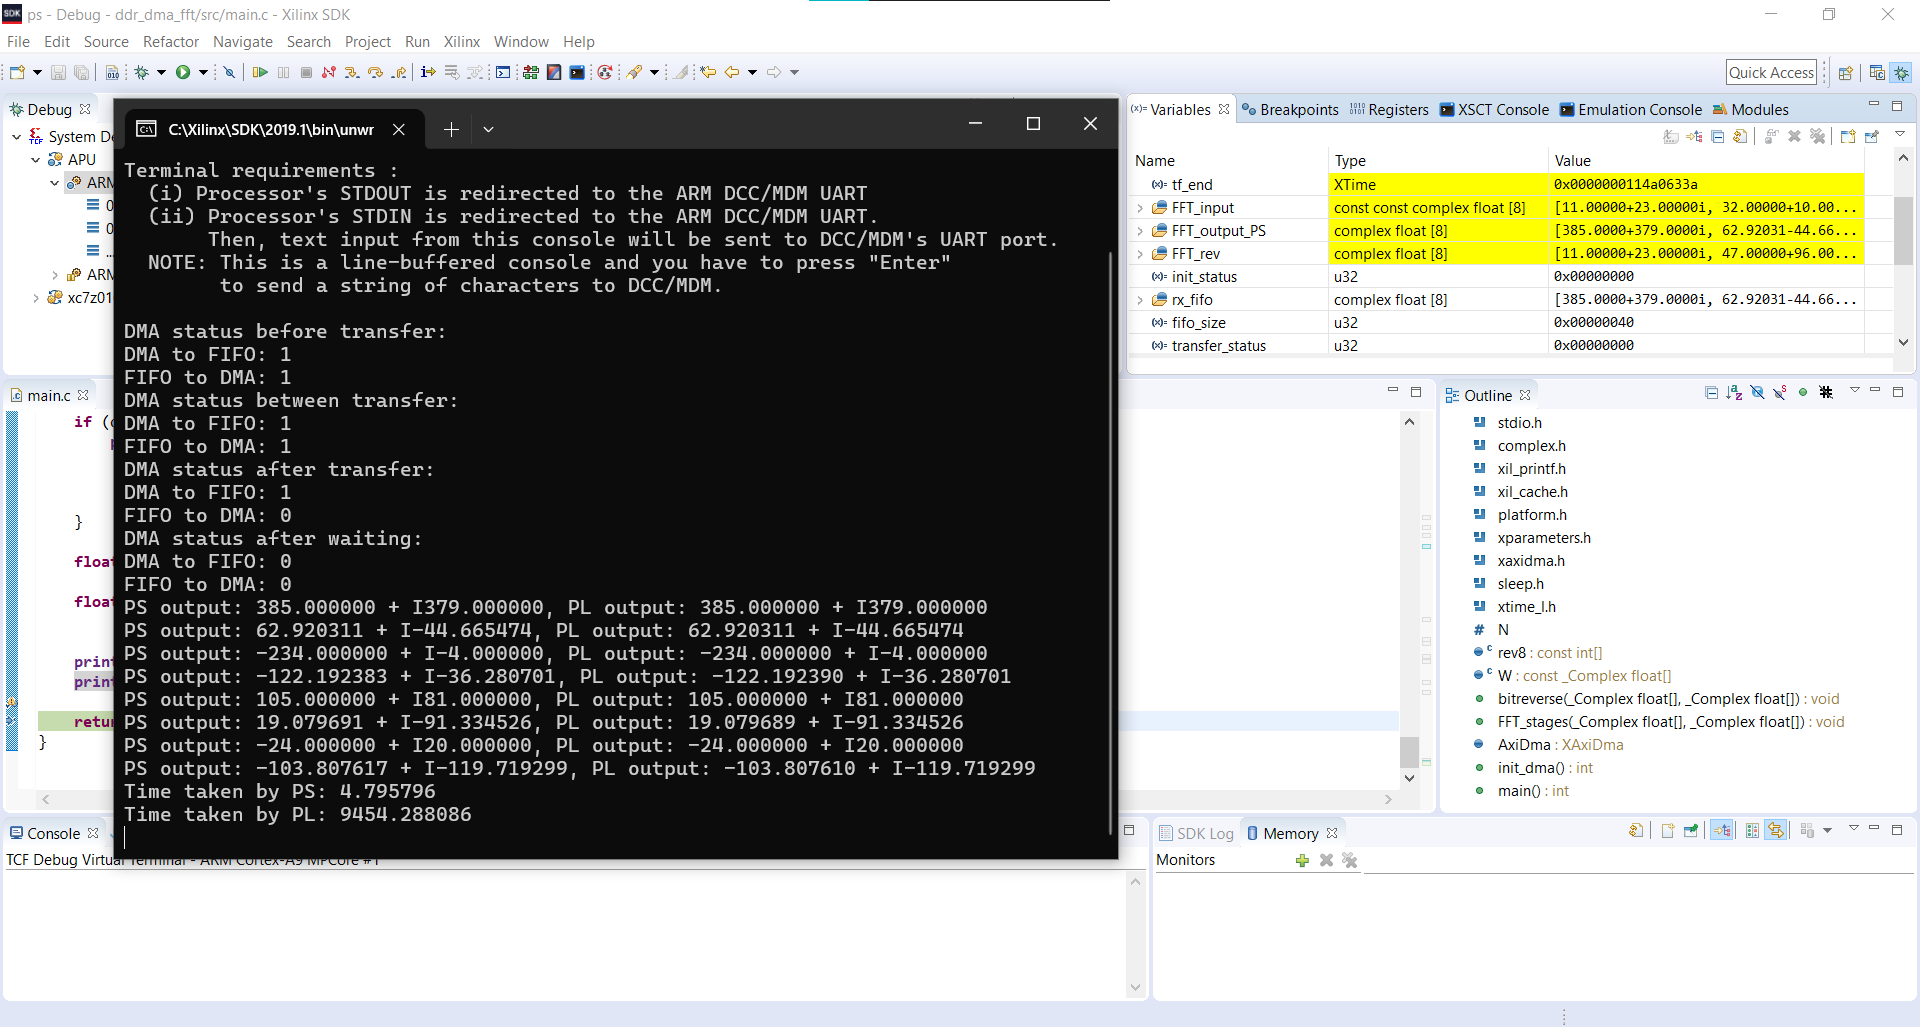 SDK ps - Debug - ddr_dma_fft/src/main.c - Xilinx SDK
File Edit Source Refactor Navigate Search Project Run Xilinx Window Help
Quick Access
Debug
System De
APU
ARM
0
0
...
ARM
xc7z01
C:\Xilinx\SDK\2019.1\bin\unwr
Terminal requirements :
(i) Processor's STDOUT is redirected to the ARM DCC/MDM UART
(ii) Processor's STDIN is redirected to the ARM DCC/MDM UART.
Then, text input from this console will be sent to DCC/MDM's UART port.
NOTE: This is a line-buffered console and you have to press "Enter"
to send a string of characters to DCC/MDM.
DMA status before transfer:
DMA to FIFO: 1
FIFO to DMA: 1
DMA status between transfer:
DMA to FIFO: 1
FIFO to DMA: 1
DMA status after transfer:
DMA to FIFO: 1
FIFO to DMA: 0
DMA status after waiting:
DMA to FIFO: 0
FIFO to DMA: 0
PS output: 385.000000 + I379.000000, PL output: 385.000000 + I379.000000
PS output: 62.920311 + I-44.665474, PL output: 62.920311 + I-44.665474
PS output: -234.000000 + I-4.000000, PL output: -234.000000 + I-4.000000
PS output: -122.192383 + I-36.280701, PL output: -122.192390 + I-36.280701
PS output: 105.000000 + I81.000000, PL output: 105.000000 + I81.000000
PS output: 19.079691 + I-91.334526, PL output: 19.079689 + I-91.334526
PS output: -24.000000 + I20.000000, PL output: -24.000000 + I20.000000
PS output: -103.807617 + I-119.719299, PL output: -103.807610 + I-119.719299
Time taken by PS: 4.795796
Time taken by PL: 9454.288086
(x)= Variables Breakpoints Registers XSCT Console Emulation Console Modules
Name Type Value
(x)= tf_end XTime 0x0000000114a0633a
FFT_input const const complex float [8] [11.00000+23.00000i, 32.00000+10.00...
FFT_output_PS complex float [8] [385.0000+379.0000i, 62.92031-44.66...
FFT_rev complex float [8] [11.00000+23.00000i, 47.00000+96.00...
(x)= init_status u32 0x00000000
rx_fifo complex float [8] [385.0000+379.0000i, 62.92031-44.66...
(x)= fifo_size u32 0x00000040
(x)= transfer_status u32 0x00000000
main.c
if (
}
float
float
print
print
retur
}
Outline
stdio.h
complex.h
xil_printf.h
xil_cache.h
platform.h
xparameters.h
xaxidma.h
sleep.h
xtime_l.h
# N
rev8 : const int[]
W : const _Complex float[]
bitreverse(_Complex float[], _Complex float[]) : void
FFT_stages(_Complex float[], _Complex float[]) : void
AxiDma : XAxiDma
init_dma() : int
main() : int
Console
TCF Debug Virtual Terminal - ARM Cortex-A9 MPCore #1
SDK Log Memory
Monitors